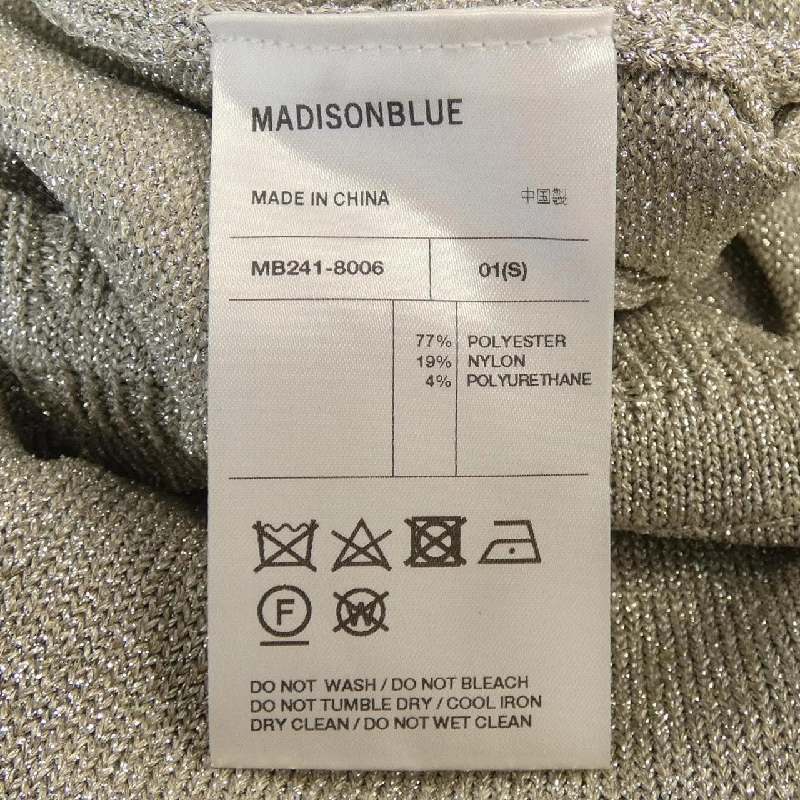 MADISONBLUE
MADE IN CHINA 中国製
MB241-8006 01(S)
77% POLYESTER
19% NYLON
4% POLYURETHANE
F W
DO NOT WASH / DO NOT BLEACH
DO NOT TUMBLE DRY / COOL IRON
DRY CLEAN / DO NOT WET CLEAN